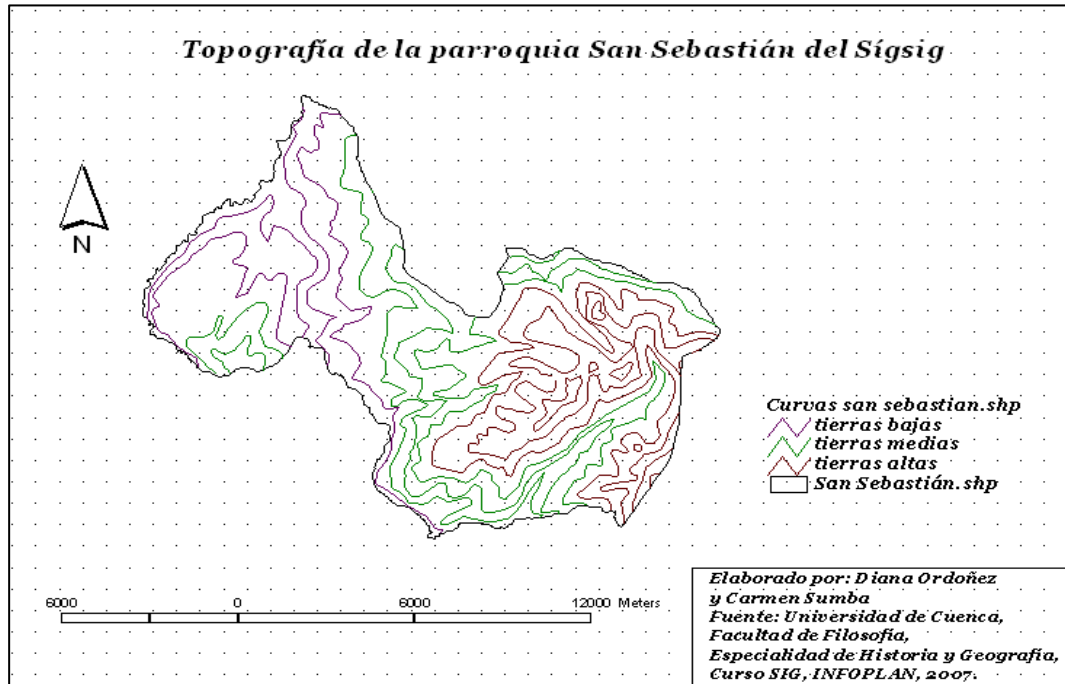 Topografía de la parroquia San Sebastián del Sígsig
N
Curvas san sebastian.shp
tierras bajas
tierras medias
tierras altas
San Sebastián.shp
6000 0 6000 12000 Meters
Elaborado por: Diana Ordoñez
y Carmen Sumba
Fuente: Universidad de Cuenca,
Facultad de Filosofía,
Especialidad de Historia y Geografía,
Curso SIG, INFOPLAN, 2007.